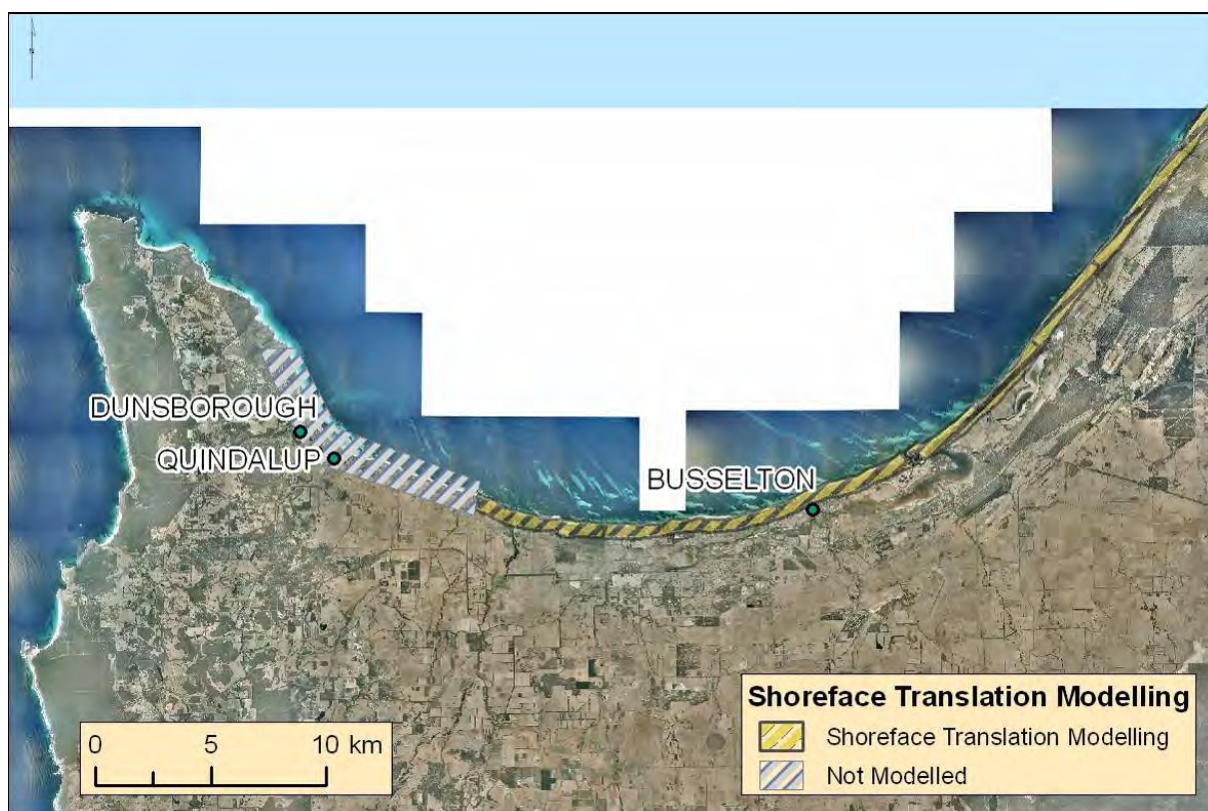 DUNSBOROUGH
QUINDALUP
BUSSELTON
0 5 10 km
Shoreface Translation Modelling
Shoreface Translation Modelling
Not Modelled